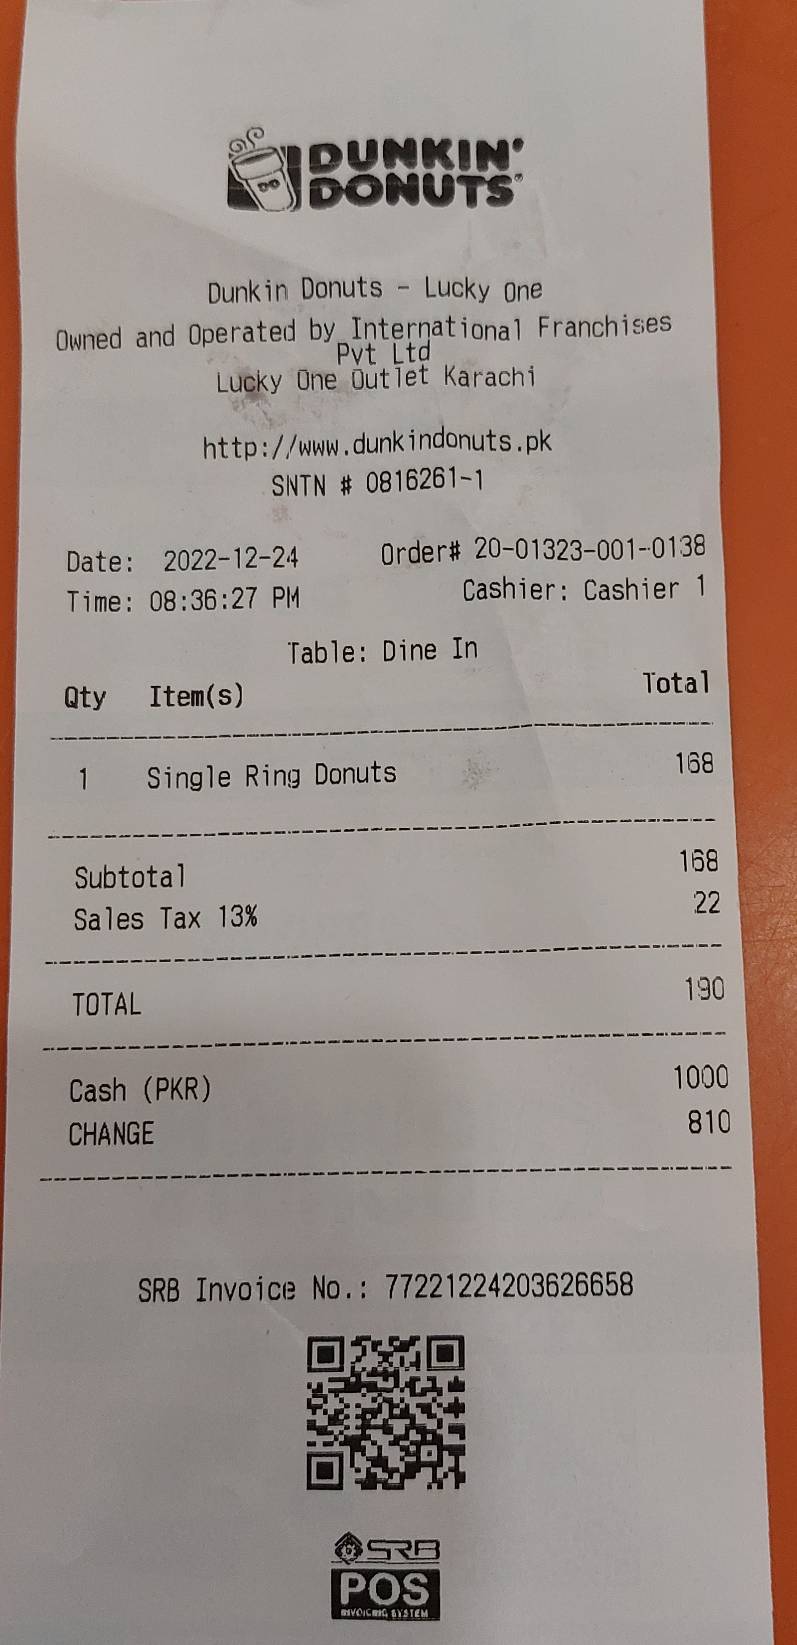 DUNKIN'
DONUTS
Dunkin Donuts - Lucky One
Owned and Operated by International Franchises
Pvt Ltd
Lucky One Outlet Karachi
http://www.dunkindonuts.pk
SNTN # 0816261-1
Date: 2022-12-24 Order# 20-01323-001-0138
Time: 08:36:27 PM Cashier: Cashier 1
Table: Dine In
Qty Item(s) Total
1 Single Ring Donuts 168
Subtotal 168
Sales Tax 13% 22
TOTAL 190
Cash (PKR) 1000
CHANGE 810
SRB Invoice No.: 77221224203626658
SRB
POS
INVOICING SYSTEM